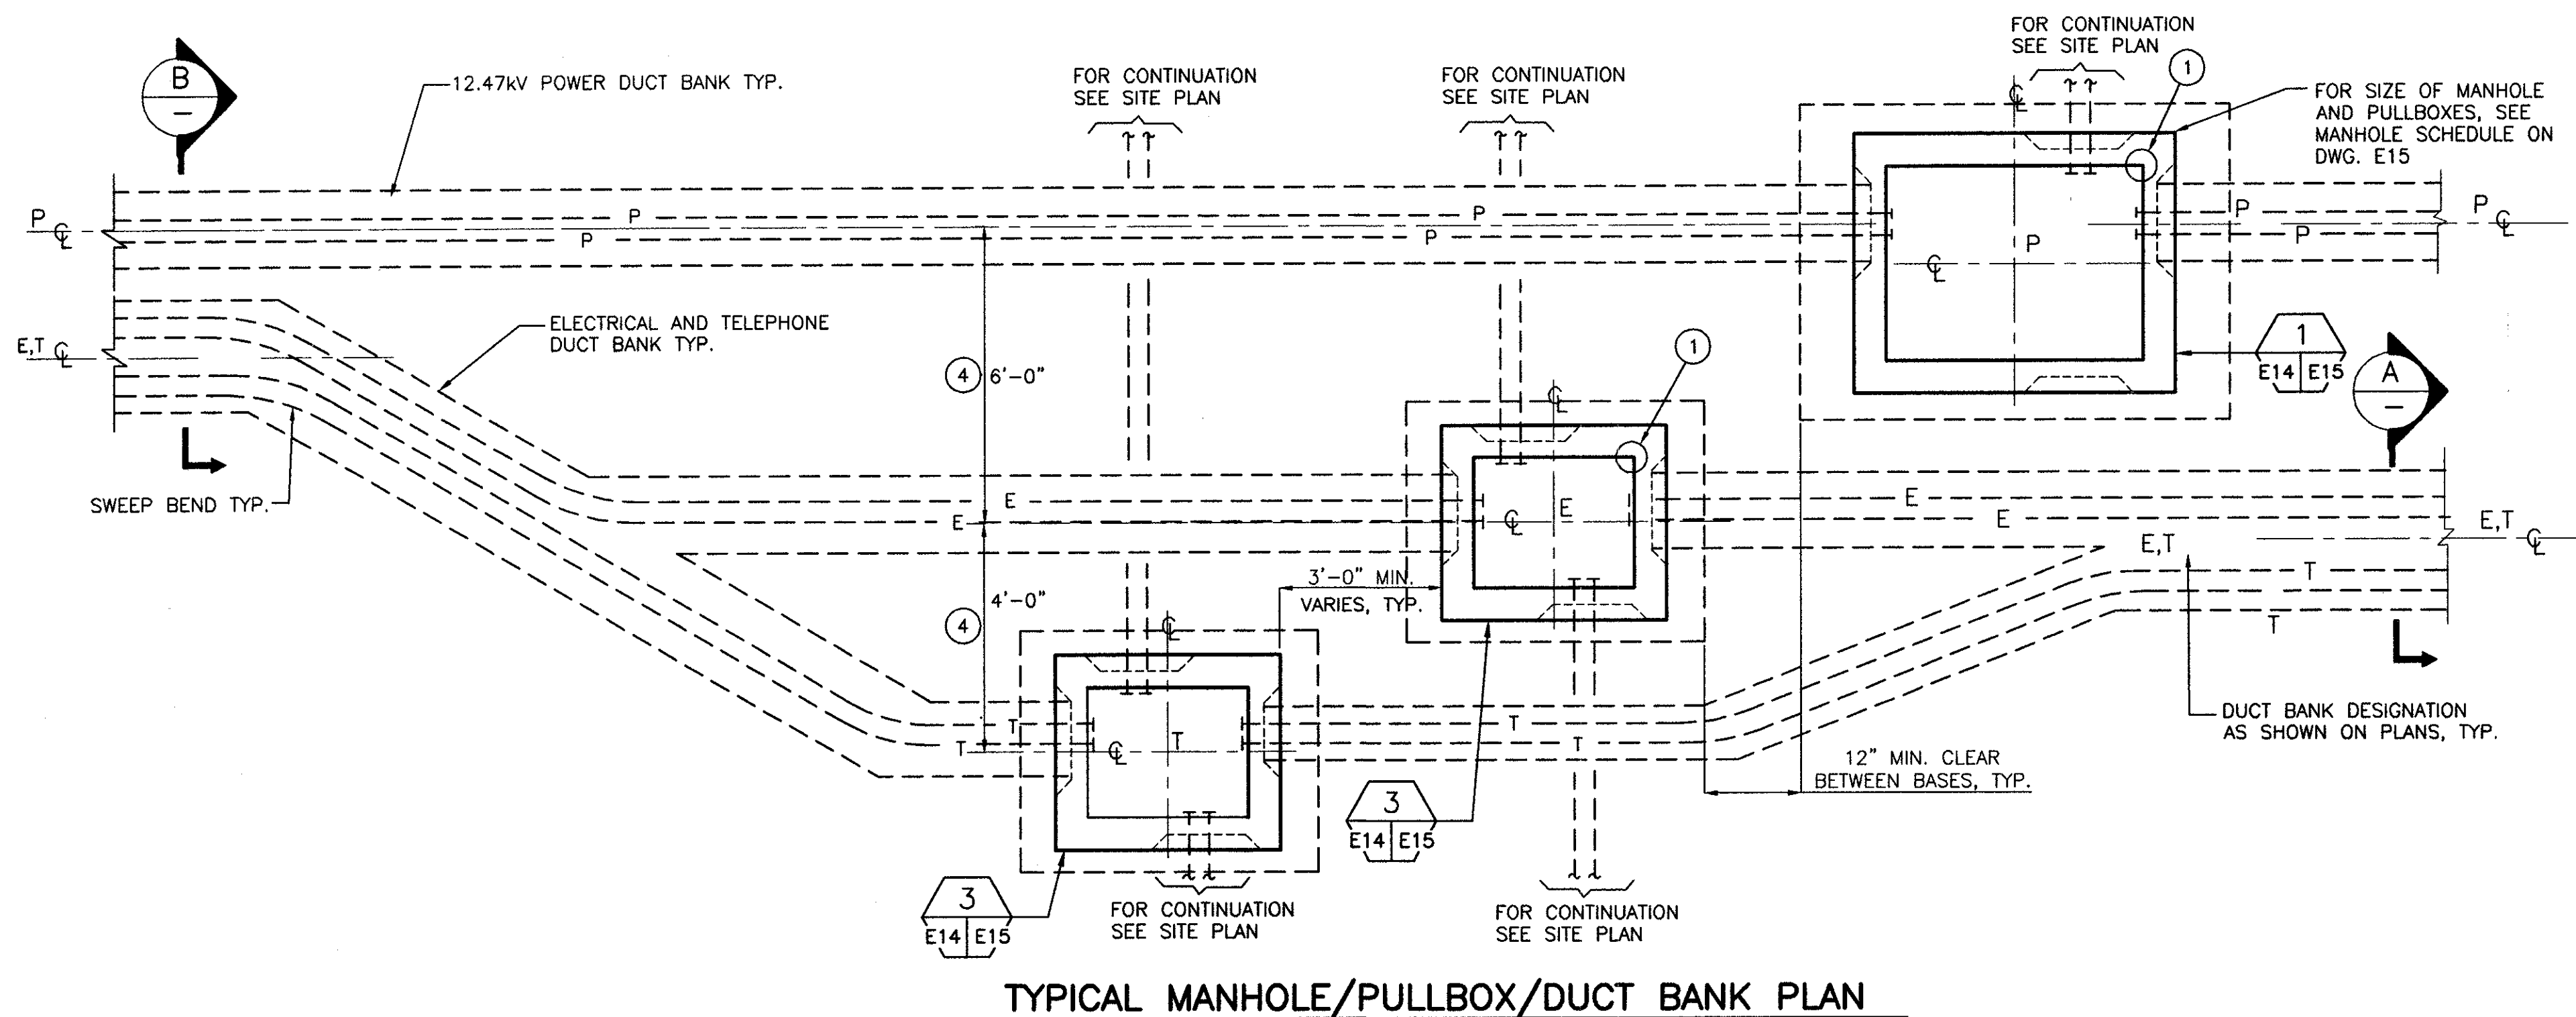 FOR CONTINUATION
SEE SITE PLAN
1
B
–
12.47kV POWER DUCT BANK TYP.
FOR CONTINUATION
SEE SITE PLAN
FOR CONTINUATION
SEE SITE PLAN
FOR SIZE OF MANHOLE
AND PULLBOXES, SEE
MANHOLE SCHEDULE ON
DWG. E15
℄
P ℄
P
P
P
P
P
℄
P
P
P ℄
ELECTRICAL AND TELEPHONE
DUCT BANK TYP.
E,T ℄
4 6'-0"
1
1
E14 E15
A
–
℄
SWEEP BEND TYP.
E
E
E
℄
E
E
E,T
E,T ℄
4 4'-0"
3'-0" MIN.
VARIES, TYP.
T
T
℄
T
T
℄
T
T
T
DUCT BANK DESIGNATION
AS SHOWN ON PLANS, TYP.
12" MIN. CLEAR
BETWEEN BASES, TYP.
3
E14 E15
3
E14 E15
FOR CONTINUATION
SEE SITE PLAN
FOR CONTINUATION
SEE SITE PLAN
TYPICAL MANHOLE/PULLBOX/DUCT BANK PLAN